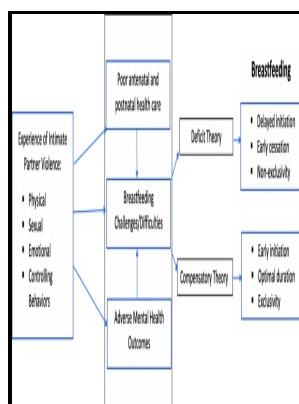 Experience of Intimate
Partner Violence:
▪ Physical
▪ Sexual
▪ Emotional
▪ Controlling
Behaviors
Poor antenatal and
postnatal health care
Breastfeeding
Challenges/Difficulties
Adverse Mental Health
Outcomes
Deficit Theory
Compensatory Theory
Breastfeeding
▪ Delayed initiation
▪ Early cessation
▪ Non-exclusivity
▪ Early initiation
▪ Optimal duration
▪ Exclusivity